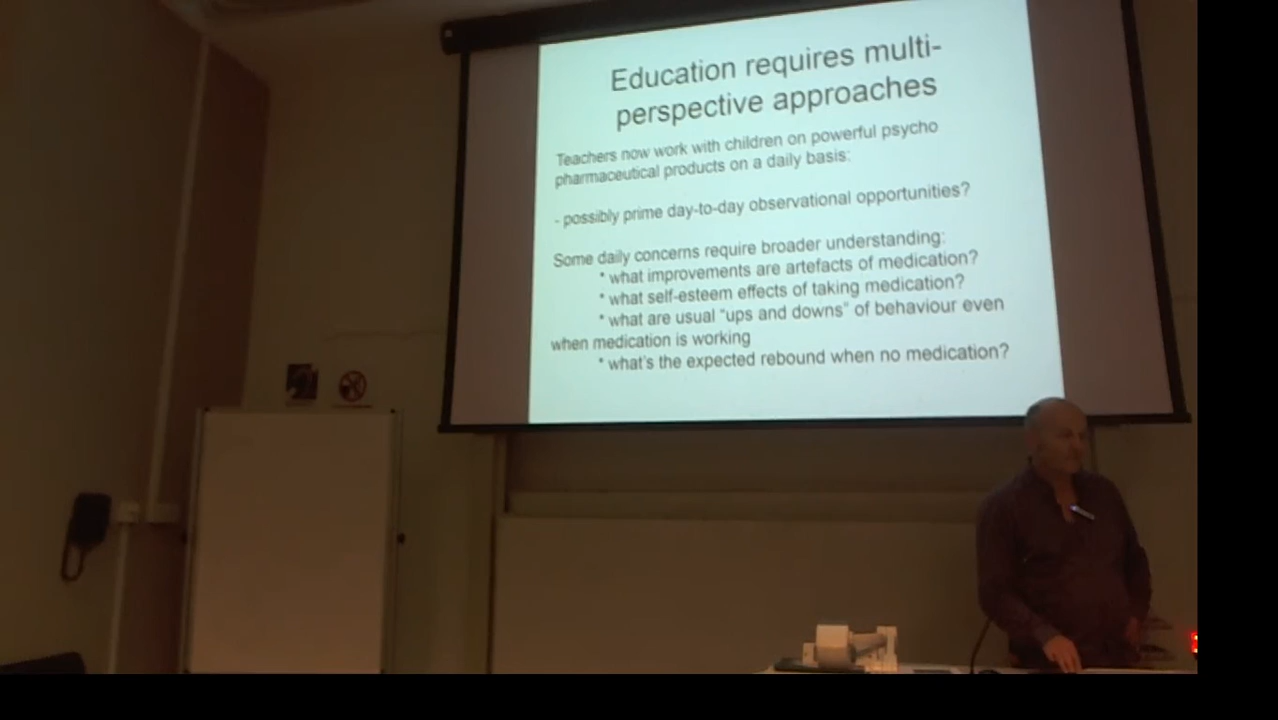 Education requires multi-
perspective approaches
Teachers now work with children on powerful psycho
pharmaceutical products on a daily basis:
- possibly prime day-to-day observational opportunities?
Some daily concerns require broader understanding:
* what improvements are artefacts of medication?
* what self-esteem effects of taking medication?
* what are usual “ups and downs” of behaviour even
when medication is working
* what's the expected rebound when no medication?